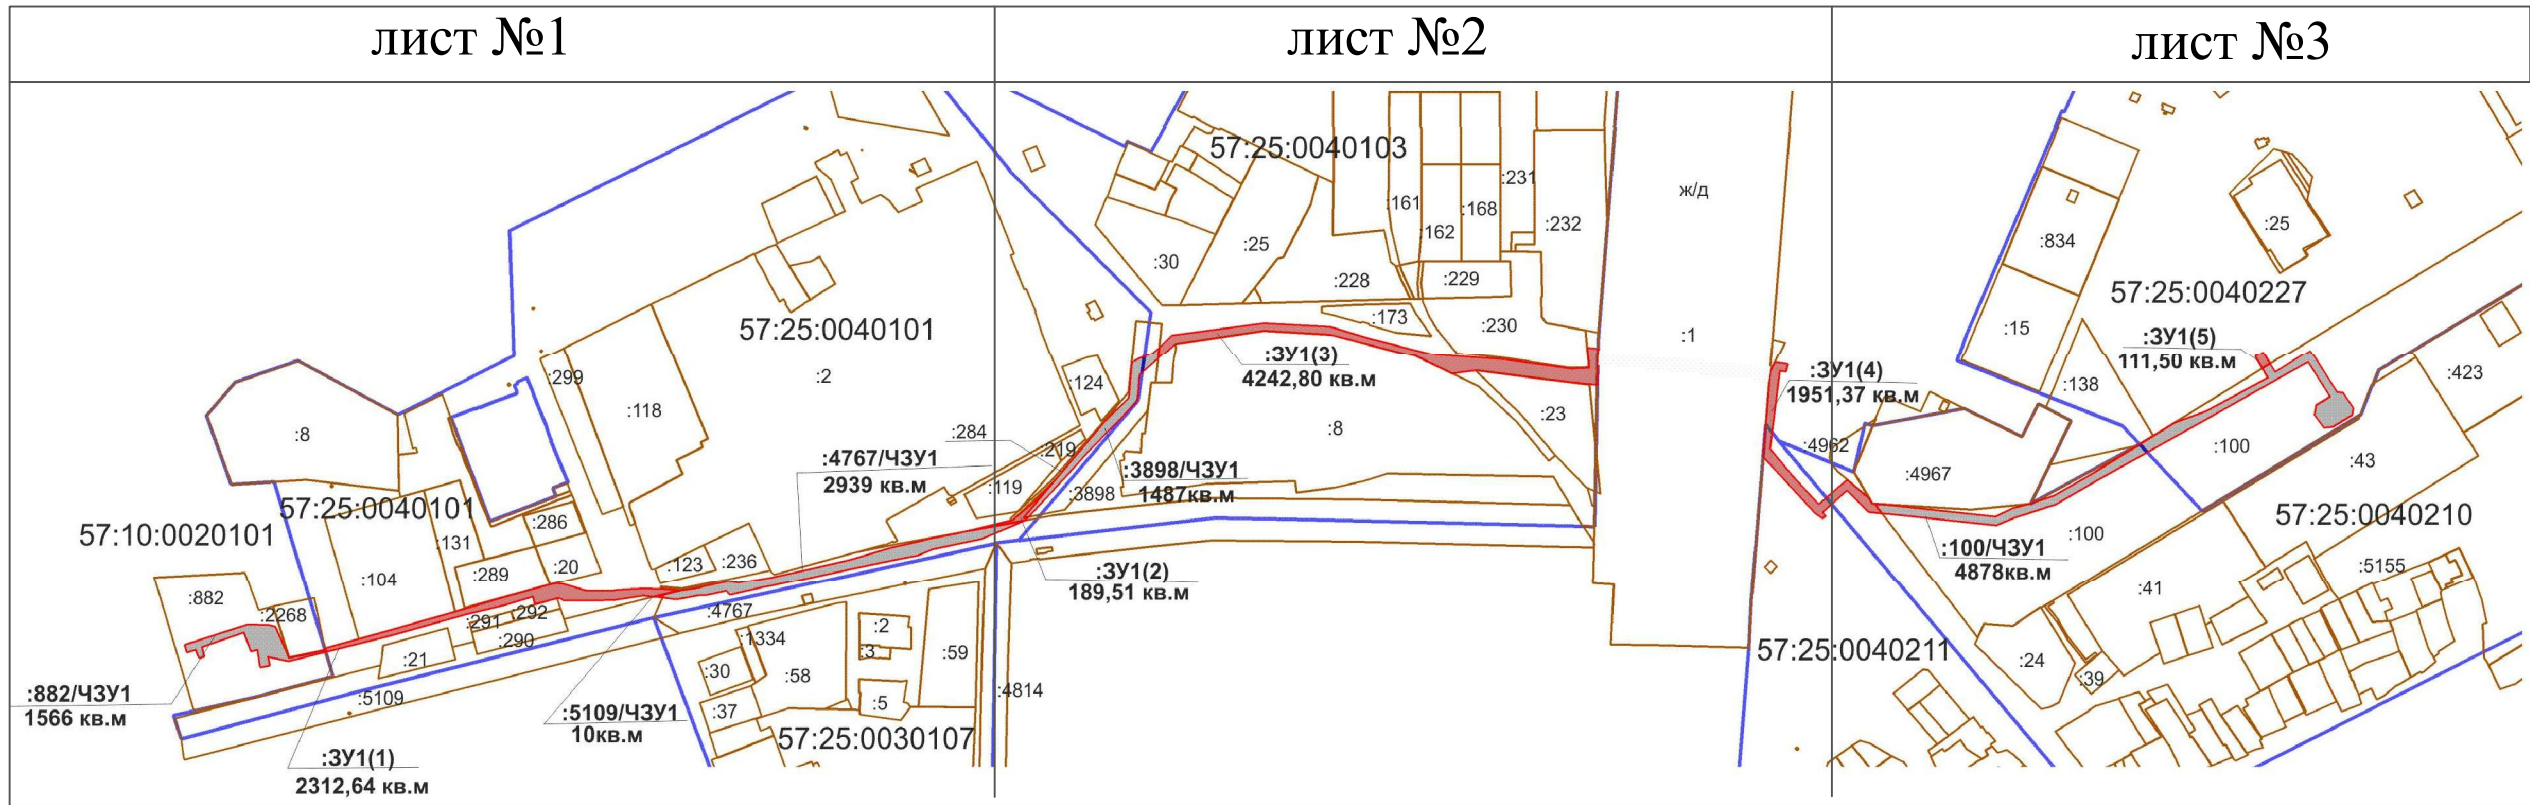 лист №1
лист №2
лист №3
57:25:0040103
:161
:162
:168
:231
:232
ж/д
:30
:25
:228
:229
:173
:230
:1
:834
:25
57:25:0040227
:15
57:25:0040101
:2
:299
:118
:8
:124
:ЗУ1(3)
4242,80 кв.м
:ЗУ1(4)
1951,37 кв.м
:ЗУ1(5)
111,50 кв.м
:138
:423
:284
:219
:8
:23
:4962
:4967
:100
:43
:4767/ЧЗУ1
2939 кв.м
:119
:3898
:3898/ЧЗУ1
1487кв.м
57:25:0040101
57:10:0020101
:131
:286
:104
:289
:20
:123
:236
57:25:0040210
:100
:100/ЧЗУ1
4878кв.м
:5155
:41
:882
:2268
:291
:292
:290
:21
:4767
:ЗУ1(2)
189,51 кв.м
:1334
:2
:3
:59
:30
:58
:5
:37
:4814
57:25:0040211
:24
:39
:882/ЧЗУ1
1566 кв.м
:5109
:5109/ЧЗУ1
10кв.м
57:25:0030107
:ЗУ1(1)
2312,64 кв.м